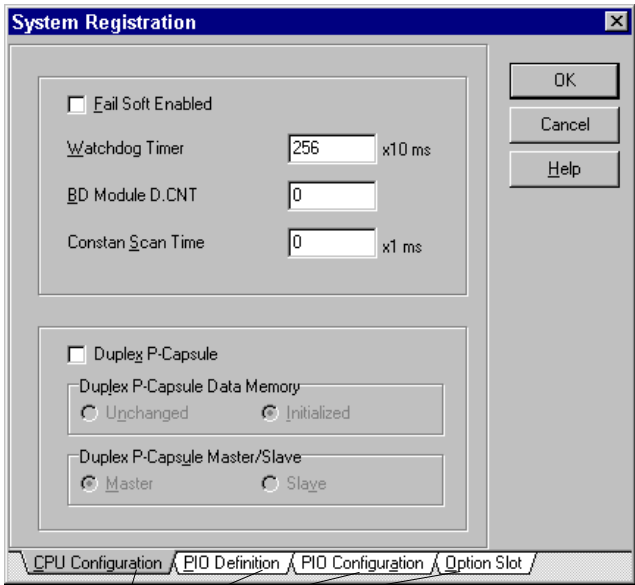 System Registration
OK
Fail Soft Enabled
Cancel
Watchdog Timer 256 x10 ms
Help
BD Module D.CNT 0
Constan Scan Time 0 x1 ms
Duplex P-Capsule
Duplex P-Capsule Data Memory
Unchanged Initialized
Duplex P-Capsule Master/Slave
Master Slave
CPU Configuration PIO Definition PIO Configuration Option Slot